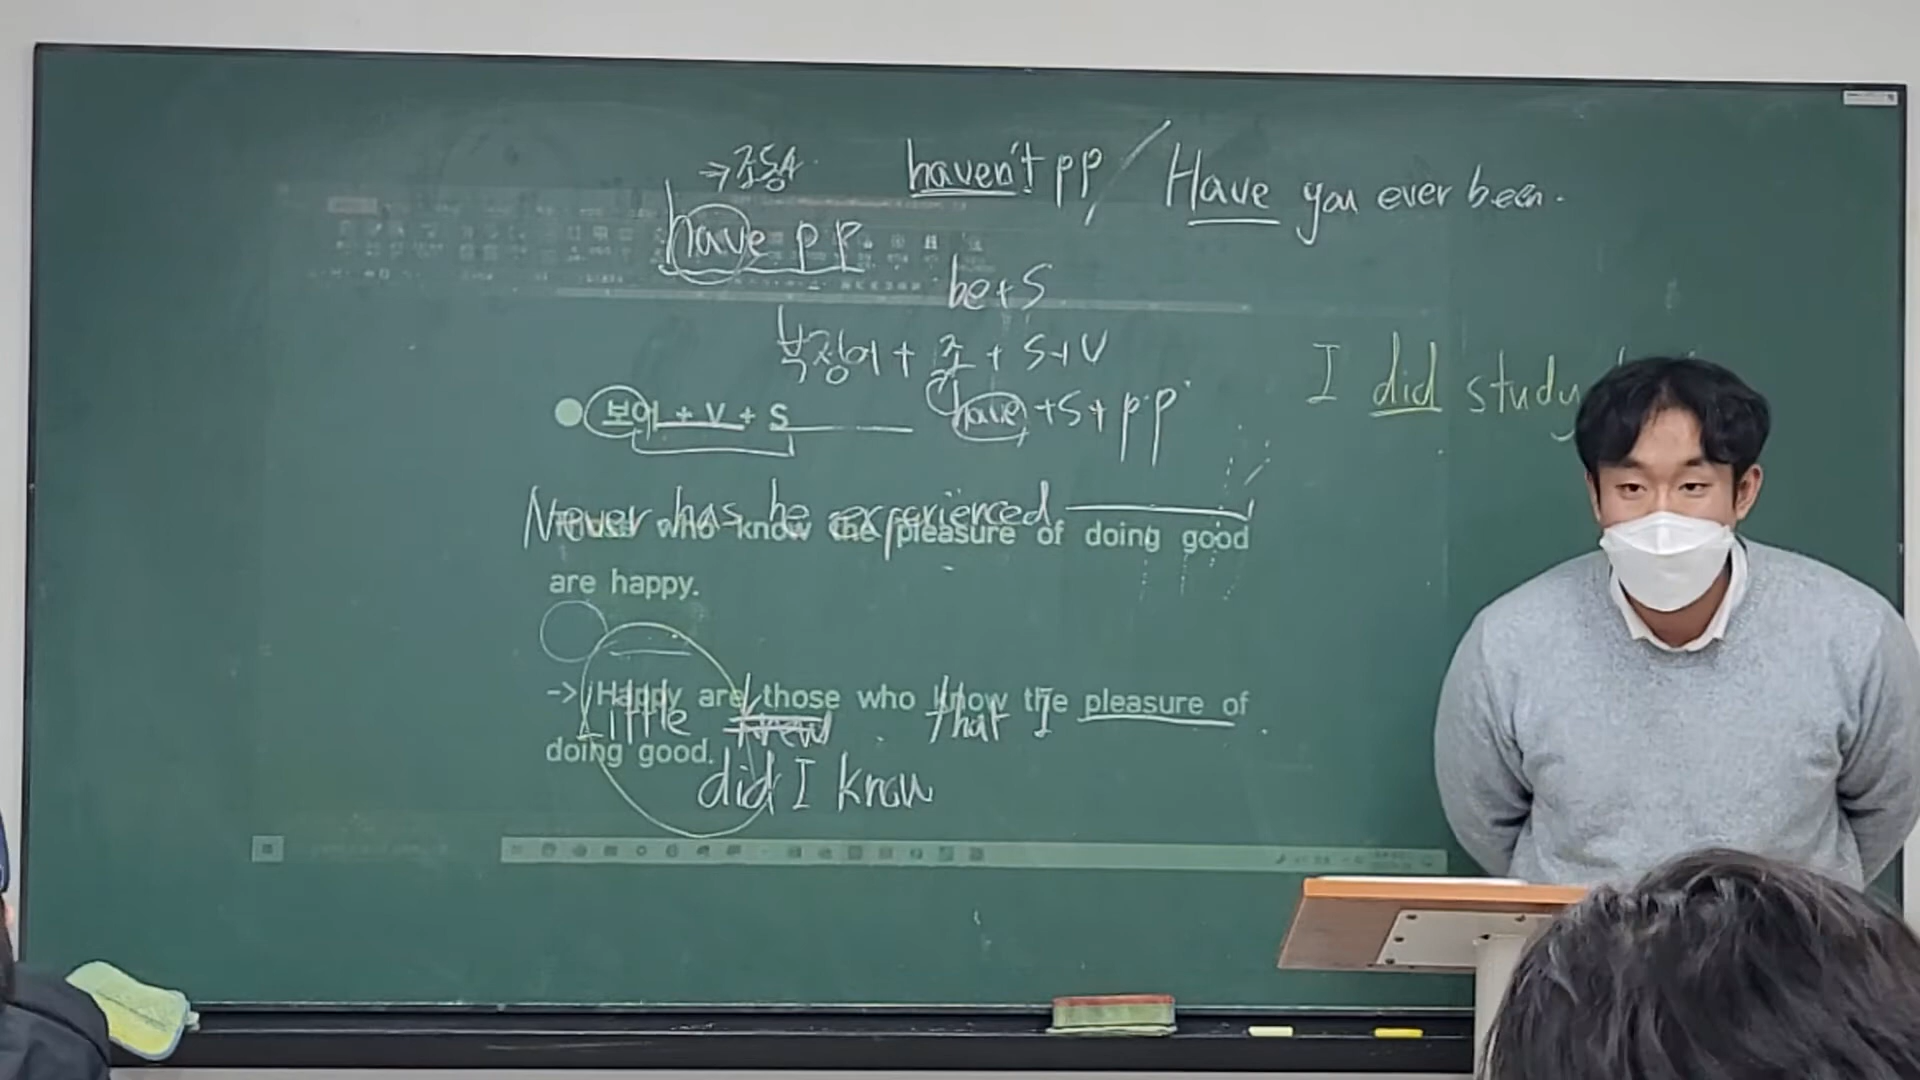 →조동사
haven't pp / Have you ever been.
have pp
be + S
부정어 + 조 + S + V
I did study
● 보어 + V + S
have + S + p.p
Never has he experienced
Those who know the pleasure of doing good
are happy.
-> Happy are those who know the pleasure of
Little knew that I
doing good.
did I know